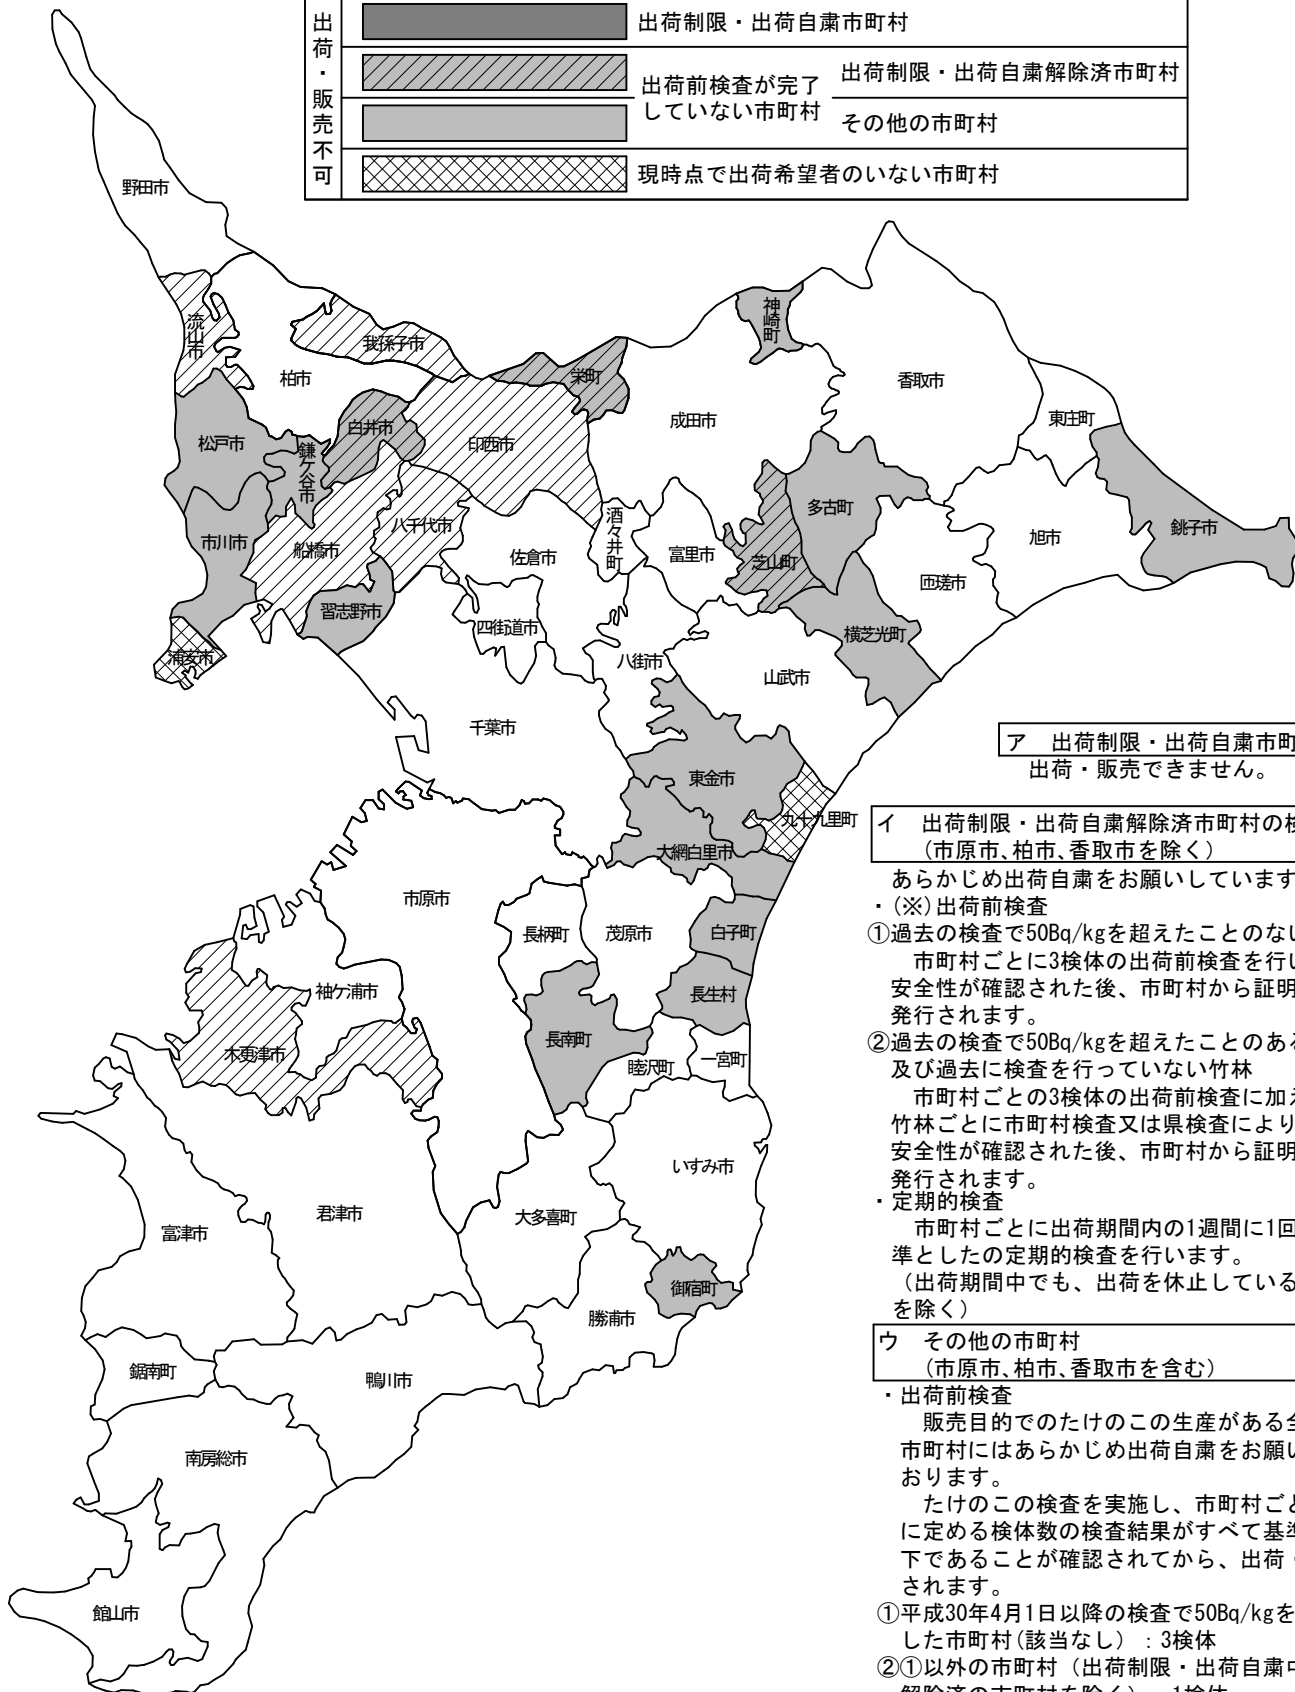 出荷・販売不可
出荷制限・出荷自粛市町村
出荷前検査が完了
していない市町村
出荷制限・出荷自粛解除済市町村
その他の市町村
現時点で出荷希望者のいない市町村
野田市
流山市
我孫子市
柏市
栄町
神崎町
香取市
東庄町
成田市
松戸市
鎌ケ谷市
白井市
印西市
多古町
銚子市
市川市
船橋市
八千代市
佐倉市
酒々井町
富里市
芝山町
旭市
匝瑳市
習志野市
四街道市
横芝光町
浦安市
八街市
山武市
千葉市
東金市
九十九里町
大網白里市
市原市
長柄町
茂原市
白子町
袖ケ浦市
長生村
木更津市
長南町
睦沢町
一宮町
いすみ市
富津市
君津市
大多喜町
御宿町
勝浦市
鋸南町
鴨川市
南房総市
館山市
ア 出荷制限・出荷自粛市町
出荷・販売できません。
イ 出荷制限・出荷自粛解除済市町村の検
(市原市、柏市、香取市を除く)
あらかじめ出荷自粛をお願いしています
・(※)出荷前検査
①過去の検査で50Bq/kgを超えたことのない
市町村ごとに3検体の出荷前検査を行い
安全性が確認された後、市町村から証明
発行されます。
②過去の検査で50Bq/kgを超えたことのある
及び過去に検査を行っていない竹林
市町村ごとの3検体の出荷前検査に加え
竹林ごとに市町村検査又は県検査により
安全性が確認された後、市町村から証明
発行されます。
・定期的検査
市町村ごとに出荷期間内の1週間に1回
準としたの定期的検査を行います。
(出荷期間中でも、出荷を休止している
を除く)
ウ その他の市町村
(市原市、柏市、香取市を含む)
・出荷前検査
販売目的でのたけのこの生産がある全
市町村にはあらかじめ出荷自粛をお願い
おります。
たけのこの検査を実施し、市町村ごと
に定める検体数の検査結果がすべて基準
下であることが確認されてから、出荷・
されます。
①平成30年4月1日以降の検査で50Bq/kgを
した市町村(該当なし) : 3検体
②①以外の市町村（出荷制限・出荷自粛中
解除済の市町村を除く）: 1検体